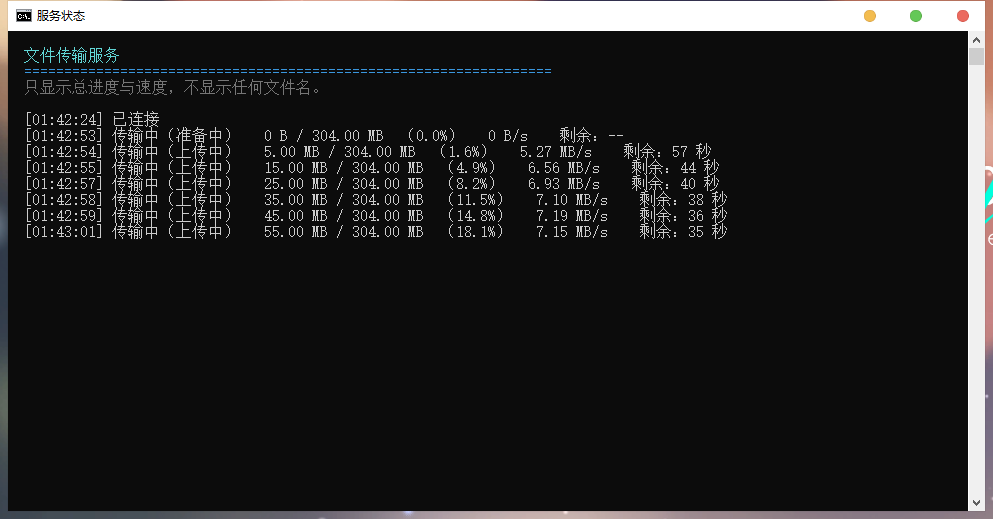 服务状态
文件传输服务
==================================================================
只显示总进度与速度，不显示任何文件名。
[01:42:24] 已连接
[01:42:53] 传输中（准备中） 0 B / 304.00 MB （0.0%） 0 B/s 剩余：--
[01:42:54] 传输中（上传中） 5.00 MB / 304.00 MB （1.6%） 5.27 MB/s 剩余：57 秒
[01:42:55] 传输中（上传中） 15.00 MB / 304.00 MB （4.9%） 6.56 MB/s 剩余：44 秒
[01:42:57] 传输中（上传中） 25.00 MB / 304.00 MB （8.2%） 6.93 MB/s 剩余：40 秒
[01:42:58] 传输中（上传中） 35.00 MB / 304.00 MB （11.5%） 7.10 MB/s 剩余：38 秒
[01:42:59] 传输中（上传中） 45.00 MB / 304.00 MB （14.8%） 7.19 MB/s 剩余：36 秒
[01:43:01] 传输中（上传中） 55.00 MB / 304.00 MB （18.1%） 7.15 MB/s 剩余：35 秒